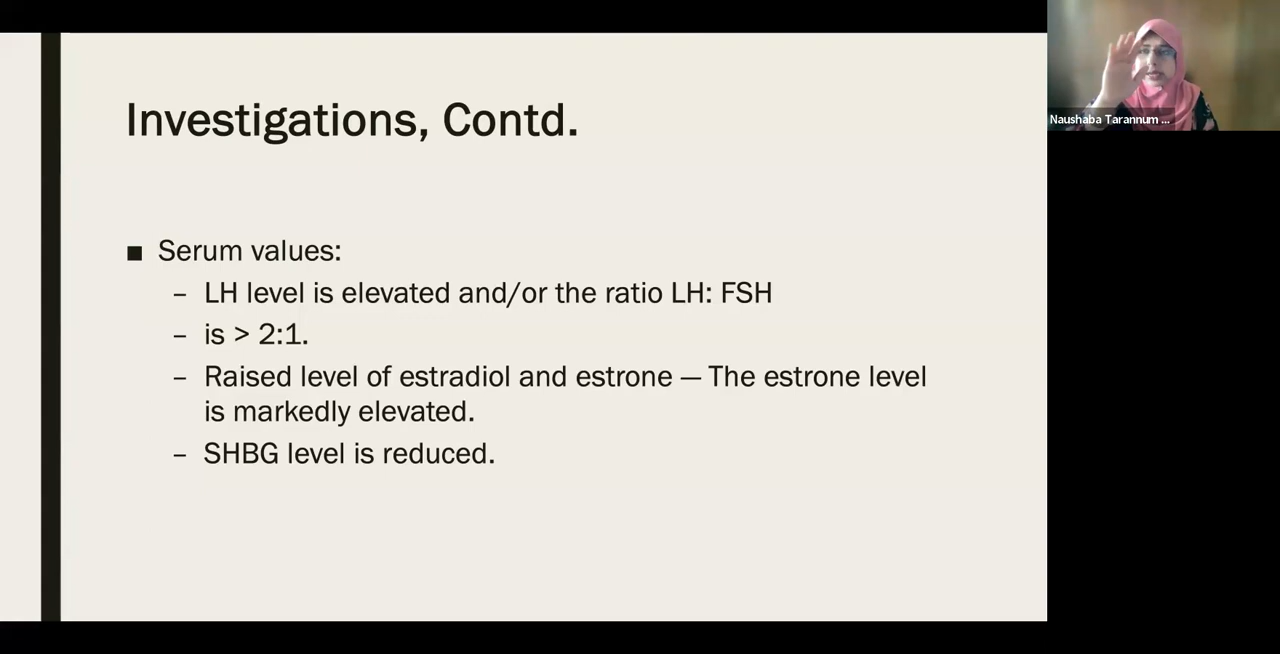 Investigations, Contd.
■ Serum values:
– LH level is elevated and/or the ratio LH: FSH
– is > 2:1.
– Raised level of estradiol and estrone — The estrone level
is markedly elevated.
– SHBG level is reduced.
Naushaba Tarannum ...